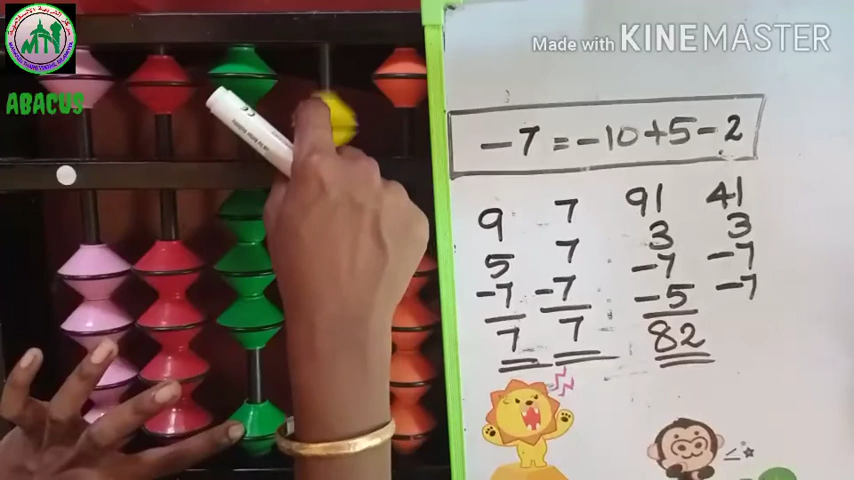 ABACUS
Made with KINEMASTER
-7 = -10+5-2
9 7 91 41
5 7 3 3
-7 -7 -7 -7
7 7 -5 -7
82